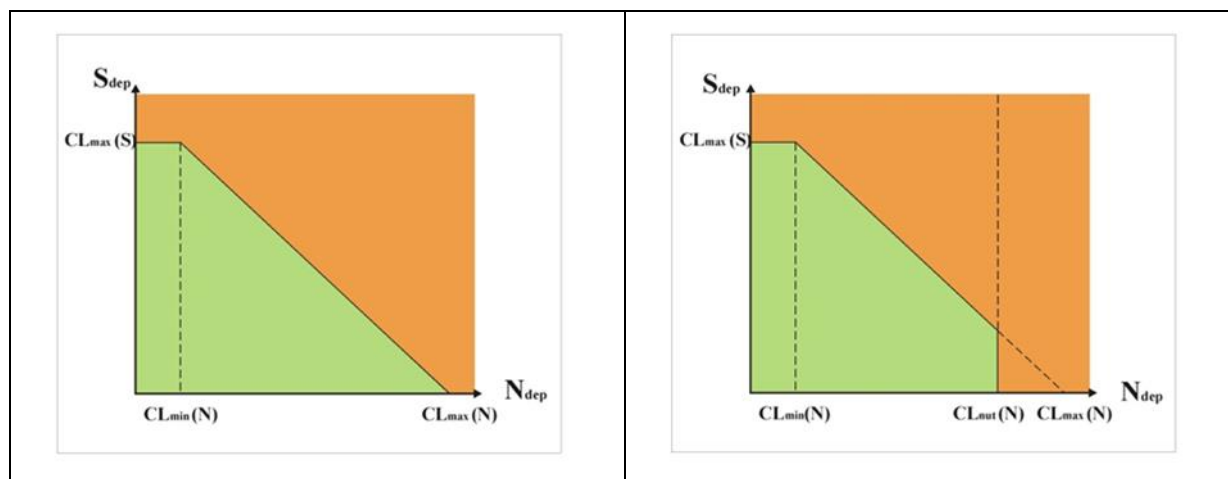 Sdep
CLmax (S)
Ndep
CLmin (N)
CLmax (N)
Sdep
CLmax (S)
Ndep
CLmin(N)
CLnut (N)
CLmax (N)